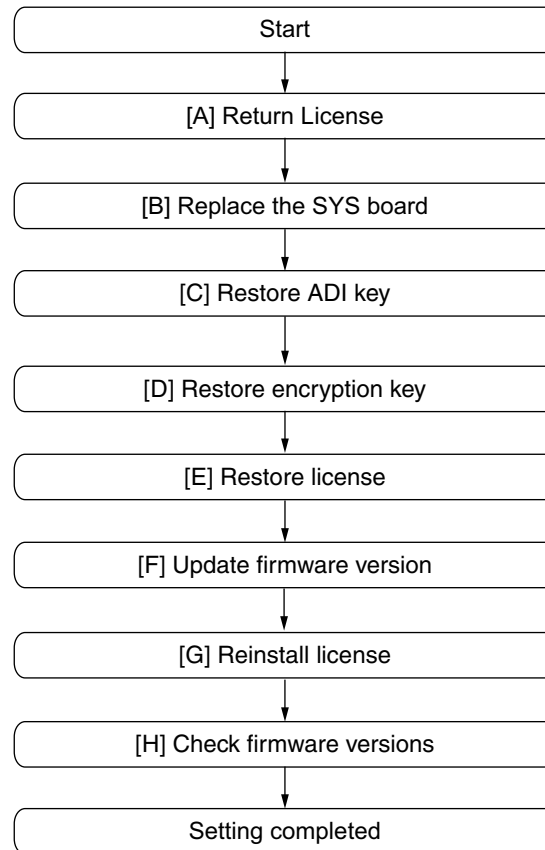 Start
[A] Return License
[B] Replace the SYS board
[C] Restore ADI key
[D] Restore encryption key
[E] Restore license
[F] Update firmware version
[G] Reinstall license
[H] Check firmware versions
Setting completed